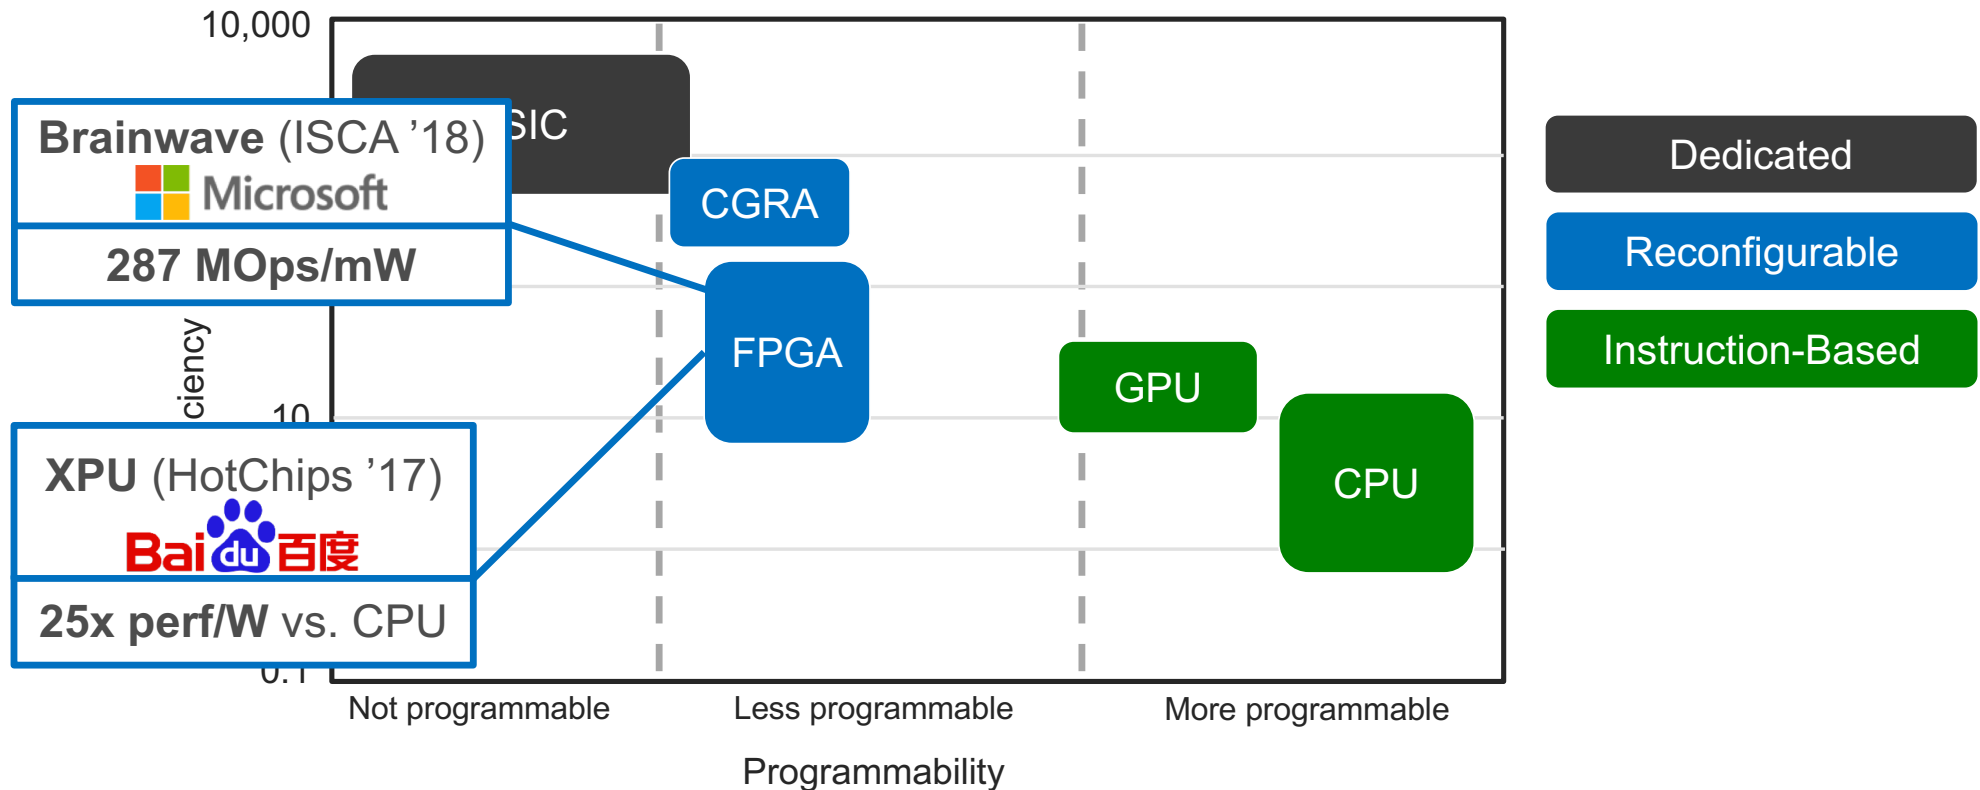 10,000
SIC
Brainwave (ISCA ’18)
Microsoft
287 MOps/mW
CGRA
FPGA
GPU
CPU
ciency
10
XPU (HotChips ’17)
Baidu百度
25x perf/W vs. CPU
0.1
Not programmable
Less programmable
More programmable
Programmability
Dedicated
Reconfigurable
Instruction-Based